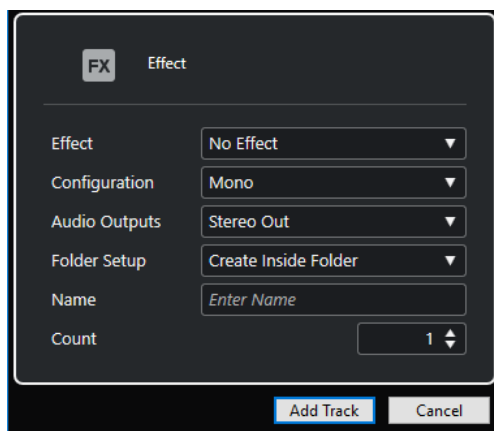 FX Effect
Effect No Effect
Configuration Mono
Audio Outputs Stereo Out
Folder Setup Create Inside Folder
Name Enter Name
Count 1
Add Track Cancel